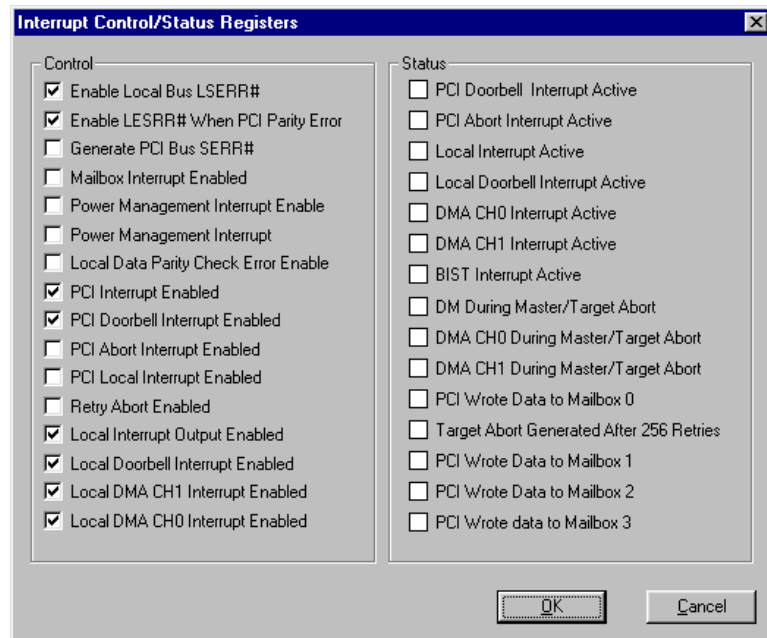 Interrupt Control/Status Registers
Control
Enable Local Bus LSERR#
Enable LESRR# When PCI Parity Error
Generate PCI Bus SERR#
Mailbox Interrupt Enabled
Power Management Interrupt Enable
Power Management Interrupt
Local Data Parity Check Error Enable
PCI Interrupt Enabled
PCI Doorbell Interrupt Enabled
PCI Abort Interrupt Enabled
PCI Local Interrupt Enabled
Retry Abort Enabled
Local Interrupt Output Enabled
Local Doorbell Interrupt Enabled
Local DMA CH1 Interrupt Enabled
Local DMA CH0 Interrupt Enabled
Status
PCI Doorbell Interrupt Active
PCI Abort Interrupt Active
Local Interrupt Active
Local Doorbell Interrupt Active
DMA CH0 Interrupt Active
DMA CH1 Interrupt Active
BIST Interrupt Active
DM During Master/Target Abort
DMA CH0 During Master/Target Abort
DMA CH1 During Master/Target Abort
PCI Wrote Data to Mailbox 0
Target Abort Generated After 256 Retries
PCI Wrote Data to Mailbox 1
PCI Wrote Data to Mailbox 2
PCI Wrote data to Mailbox 3
OK
Cancel